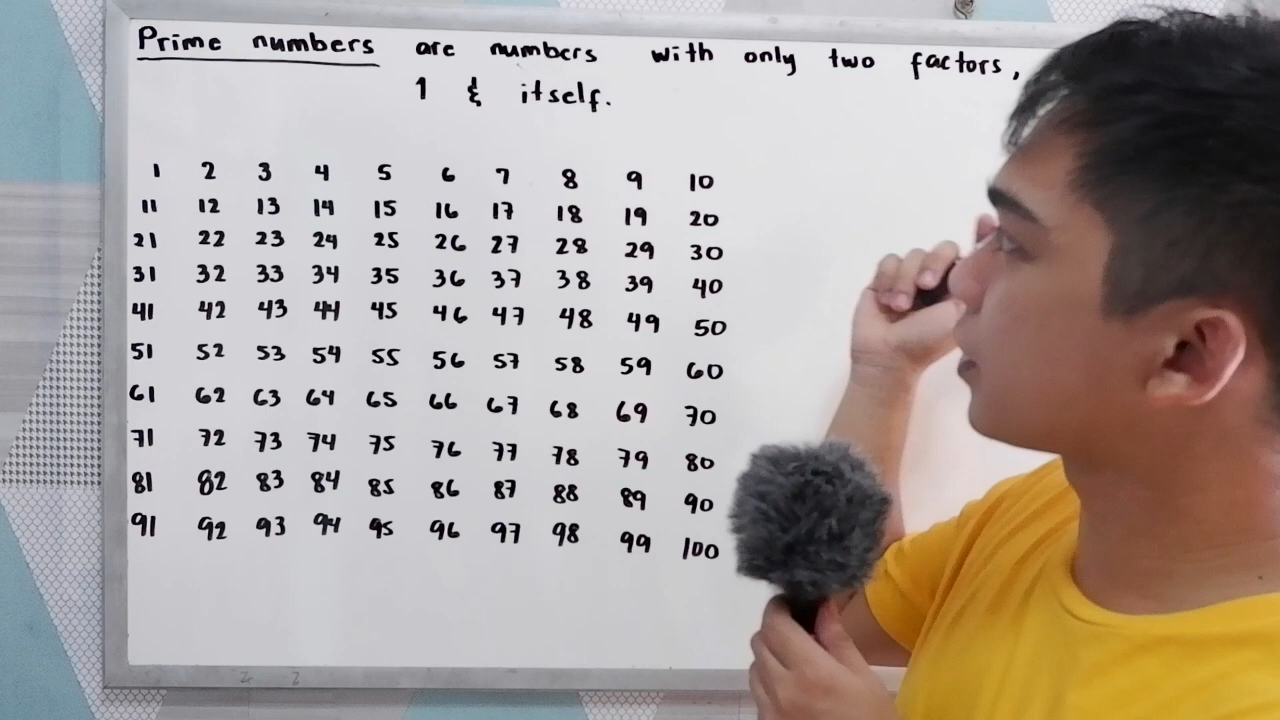 Prime numbers are numbers with only two factors,
1 & itself.
1 2 3 4 5 6 7 8 9 10
11 12 13 14 15 16 17 18 19 20
21 22 23 24 25 26 27 28 29 30
31 32 33 34 35 36 37 38 39 40
41 42 43 44 45 46 47 48 49 50
51 52 53 54 55 56 57 58 59 60
61 62 63 64 65 66 67 68 69 70
71 72 73 74 75 76 77 78 79 80
81 82 83 84 85 86 87 88 89 90
91 92 93 94 95 96 97 98 99 100